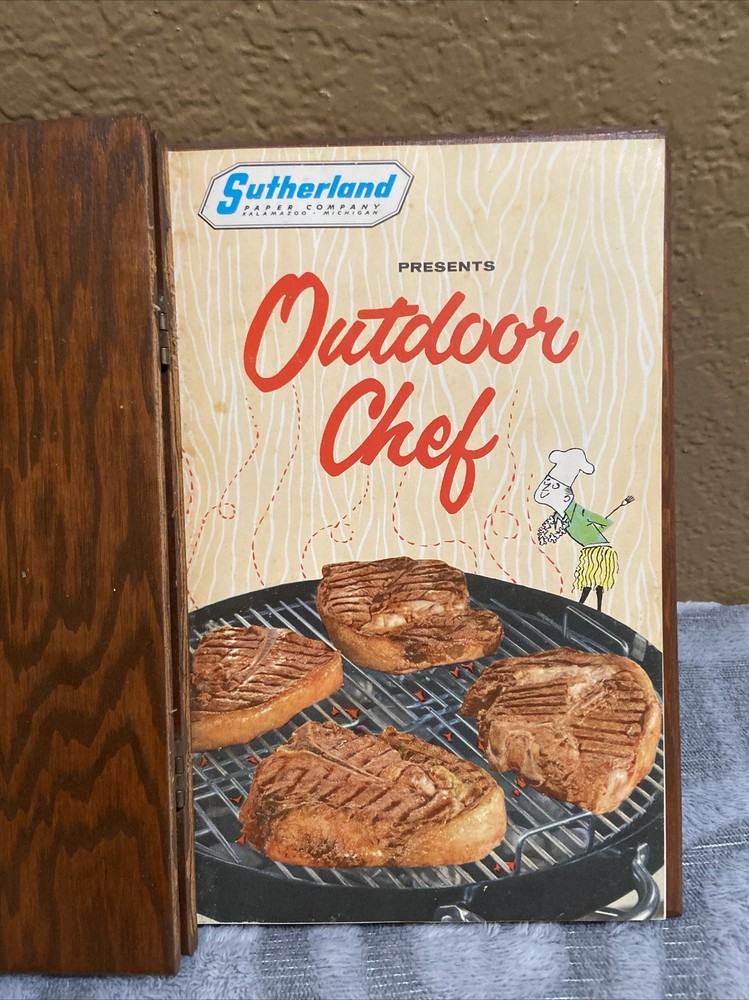 Sutherland
PAPER COMPANY
KALAMAZOO · MICHIGAN
PRESENTS
Outdoor
Chef